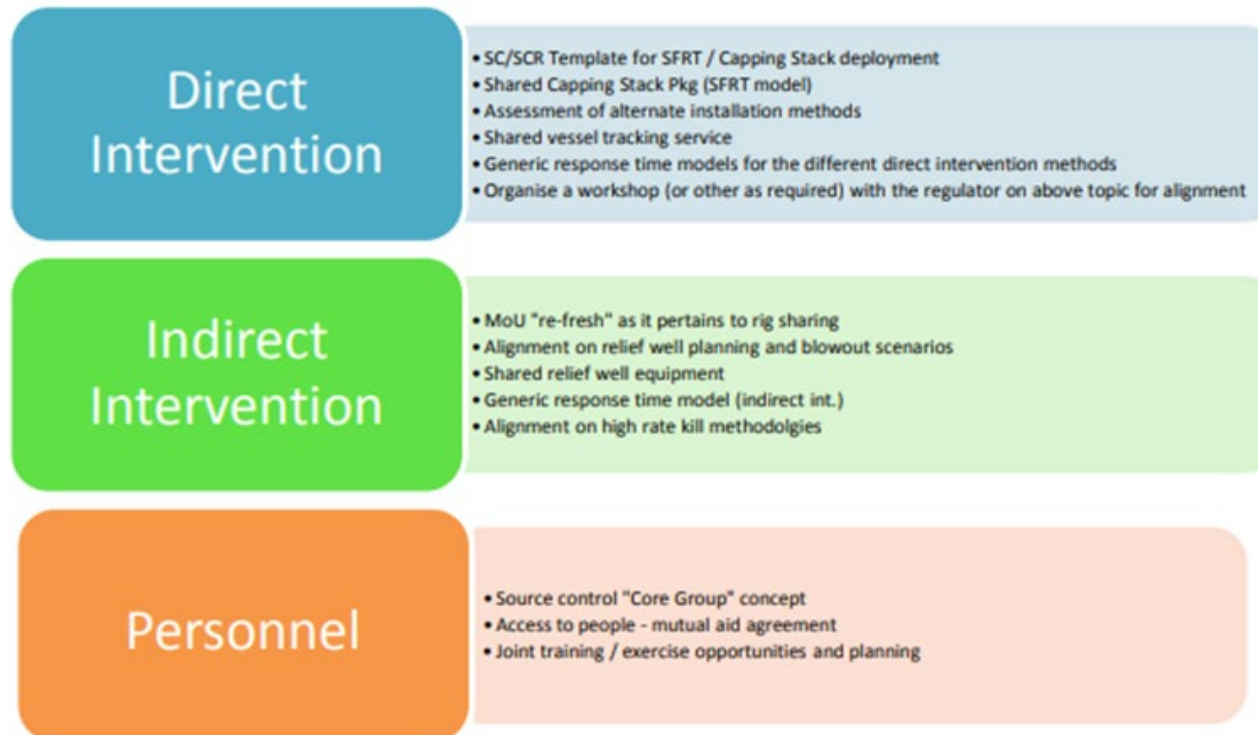 Direct
Intervention
• SC/SCR Template for SFRT / Capping Stack deployment
• Shared Capping Stack Pkg (SFRT model)
• Assessment of alternate installation methods
• Shared vessel tracking service
• Generic response time models for the different direct intervention methods
• Organise a workshop (or other as required) with the regulator on above topic for alignment
Indirect
Intervention
• MoU "re-fresh" as it pertains to rig sharing
• Alignment on relief well planning and blowout scenarios
• Shared relief well equipment
• Generic response time model (indirect int.)
• Alignment on high rate kill methodolgies
Personnel
• Source control "Core Group" concept
• Access to people - mutual aid agreement
• Joint training / exercise opportunities and planning